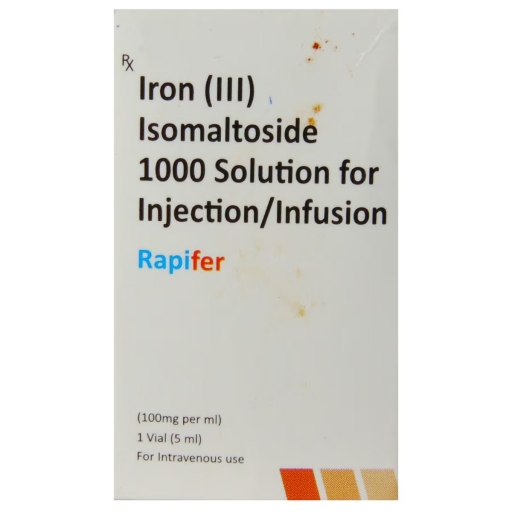 Rx
Iron (III)
Isomaltoside
1000 Solution for
Injection/Infusion
Rapifer
(100mg per ml)
1 Vial (5 ml)
For Intravenous use